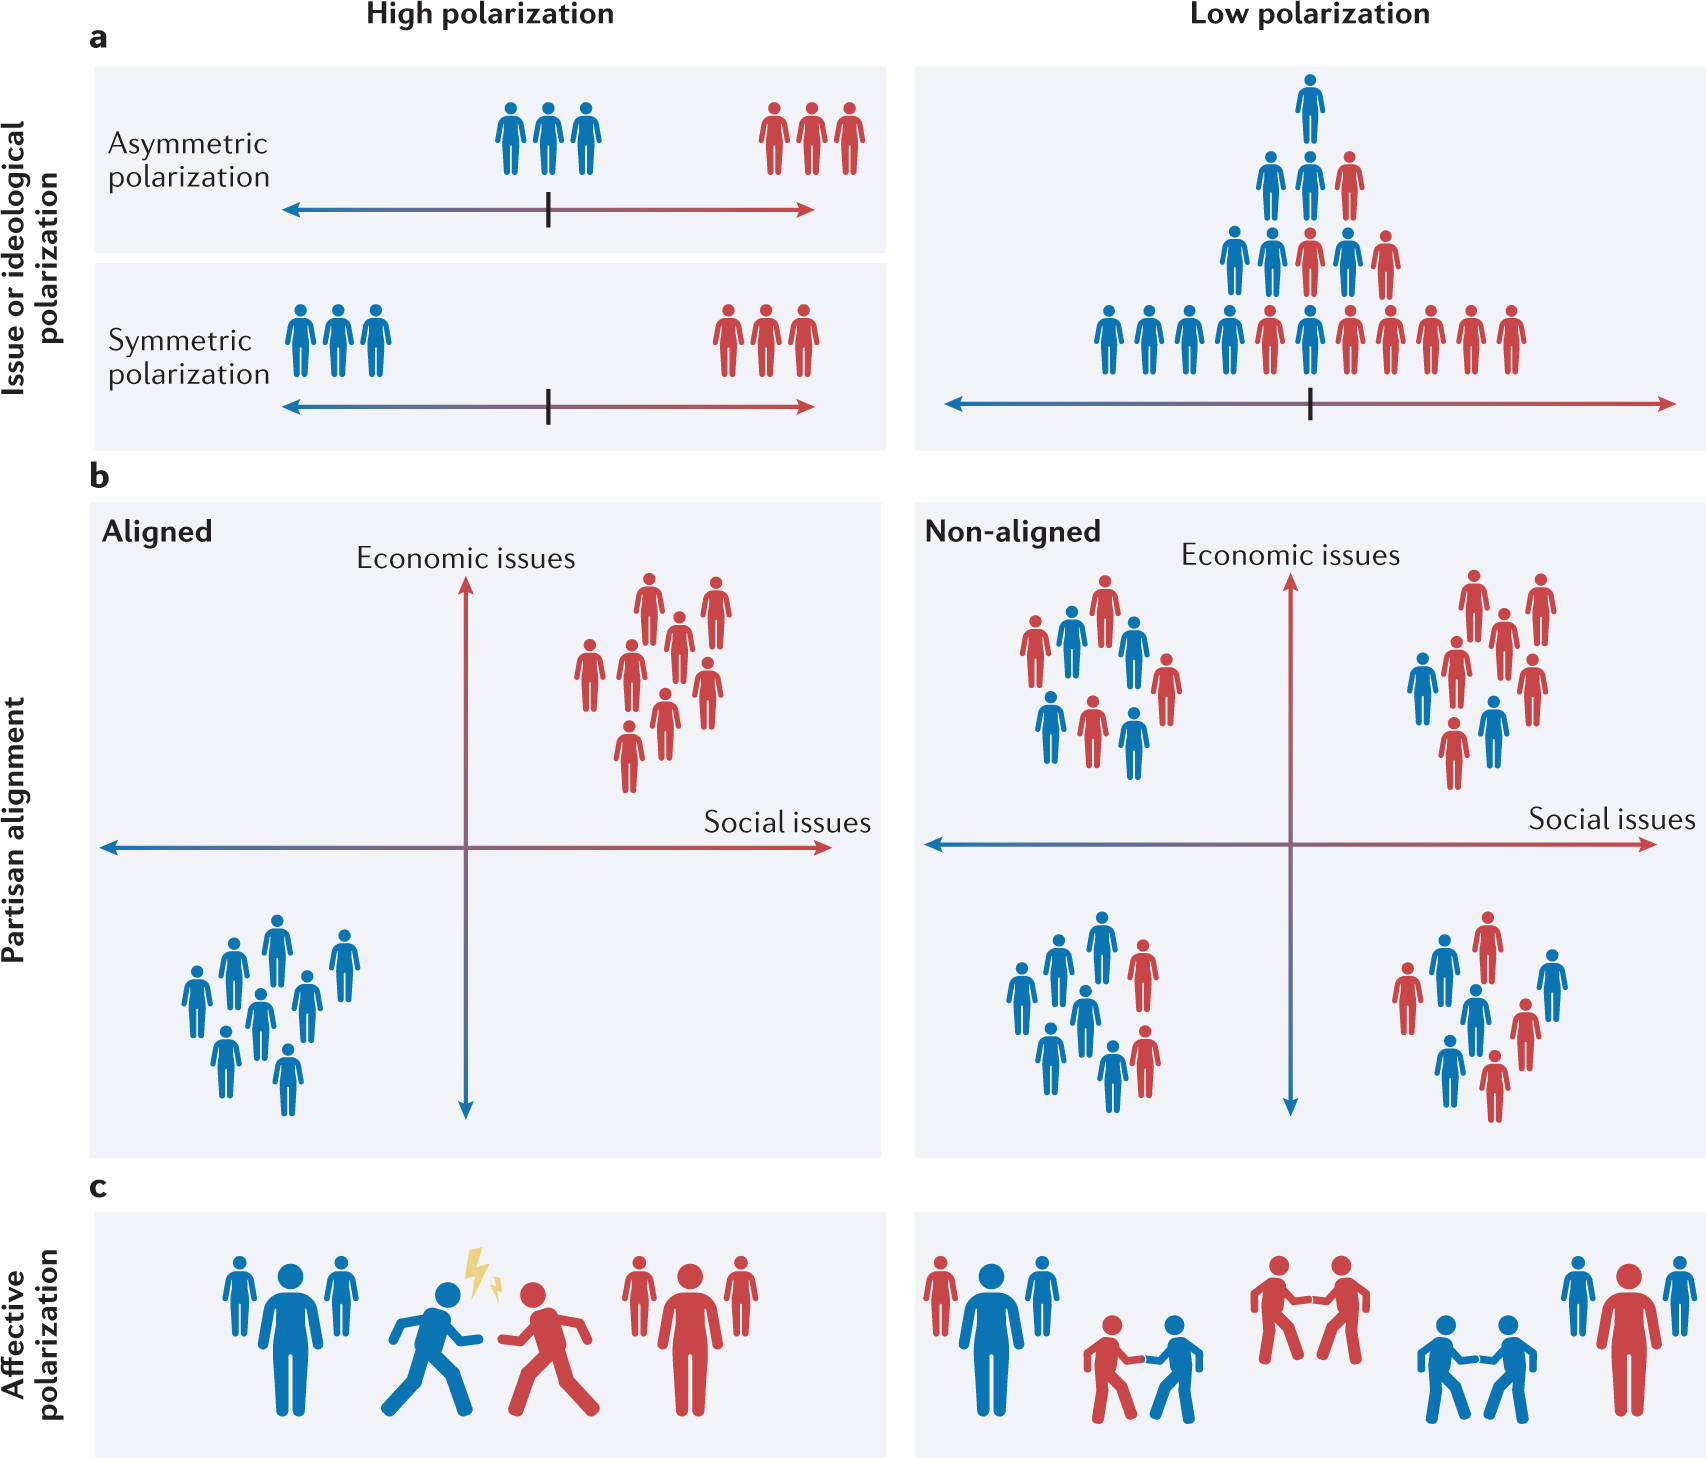 High polarization
Low polarization
a
Issue or ideological
polarization
Asymmetric
polarization
Symmetric
polarization
b
Partisan alignment
Aligned
Economic issues
Social issues
Non-aligned
Economic issues
Social issues
c
Affective
polarization